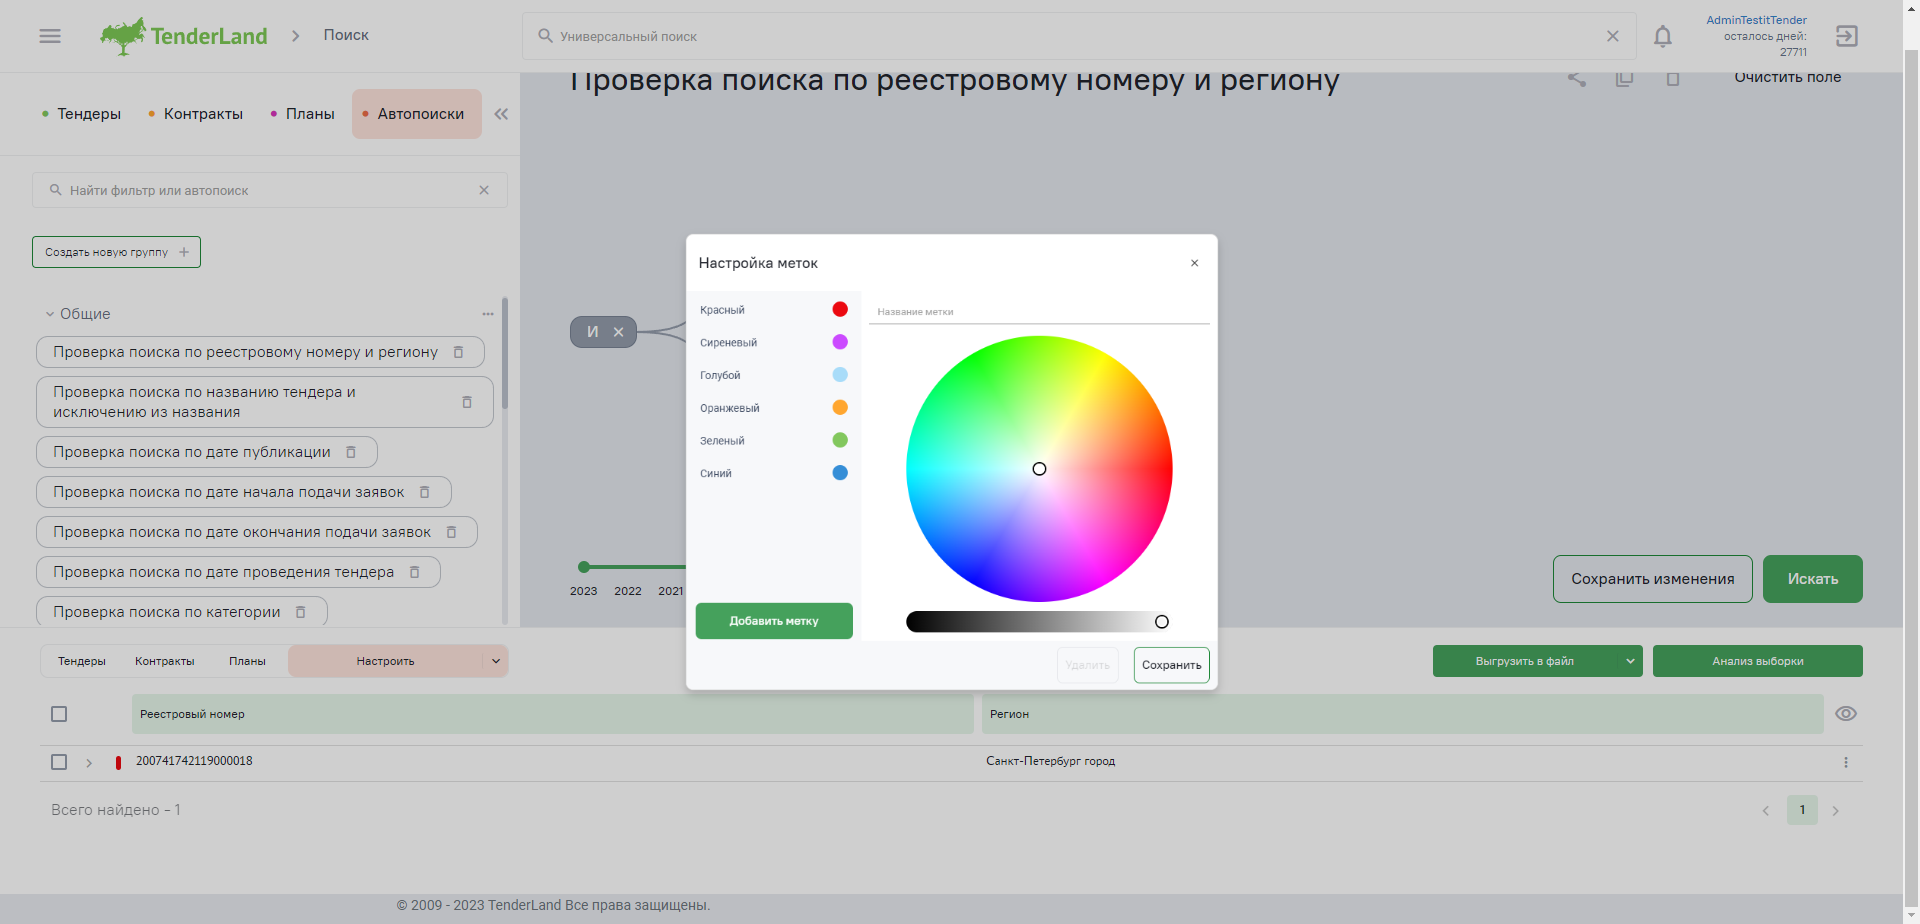 TenderLand
Поиск
Универсальный поиск
AdminTestitTender
осталось дней:
27711
Тендеры
Контракты
Планы
Автопоиски
Найти фильтр или автопоиск
Создать новую группу
Общие
Проверка поиска по реестровому номеру и региону
Проверка поиска по названию тендера и
исключению из названия
Проверка поиска по дате публикации
Проверка поиска по дате начала подачи заявок
Проверка поиска по дате окончания подачи заявок
Проверка поиска по дате проведения тендера
Проверка поиска по категории
Проверка поиска по реестровому номеру и региону
Очистить поле
И
2023
2022
2021
Сохранить изменения
Искать
Настройка меток
Красный
Сиреневый
Голубой
Оранжевый
Зеленый
Синий
Добавить метку
Название метки
Удалить
Сохранить
Тендеры
Контракты
Планы
Настроить
Выгрузить в файл
Анализ выборки
Реестровый номер
Регион
200741742119000018
Санкт-Петербург город
Всего найдено - 1
1
© 2009 - 2023 TenderLand Все права защищены.